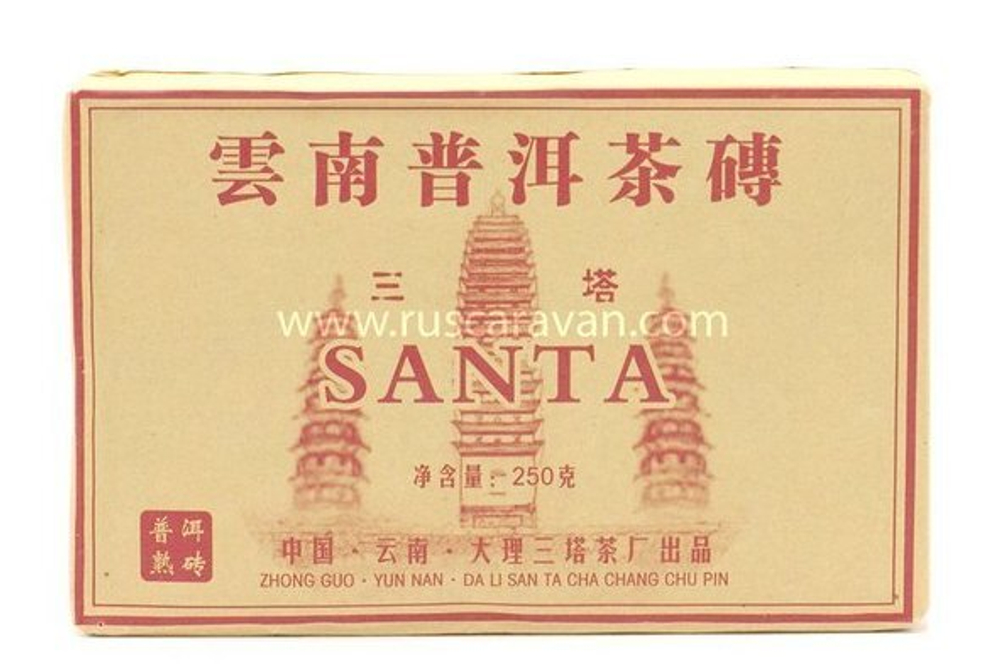 雲南普洱茶磚
三 塔
www.ruscaravan.com
SANTA
净含量:250克
普洱
熟砖
中国·云南·大理三塔茶厂出品
ZHONG GUO · YUN NAN · DA LI SAN TA CHA CHANG CHU PIN